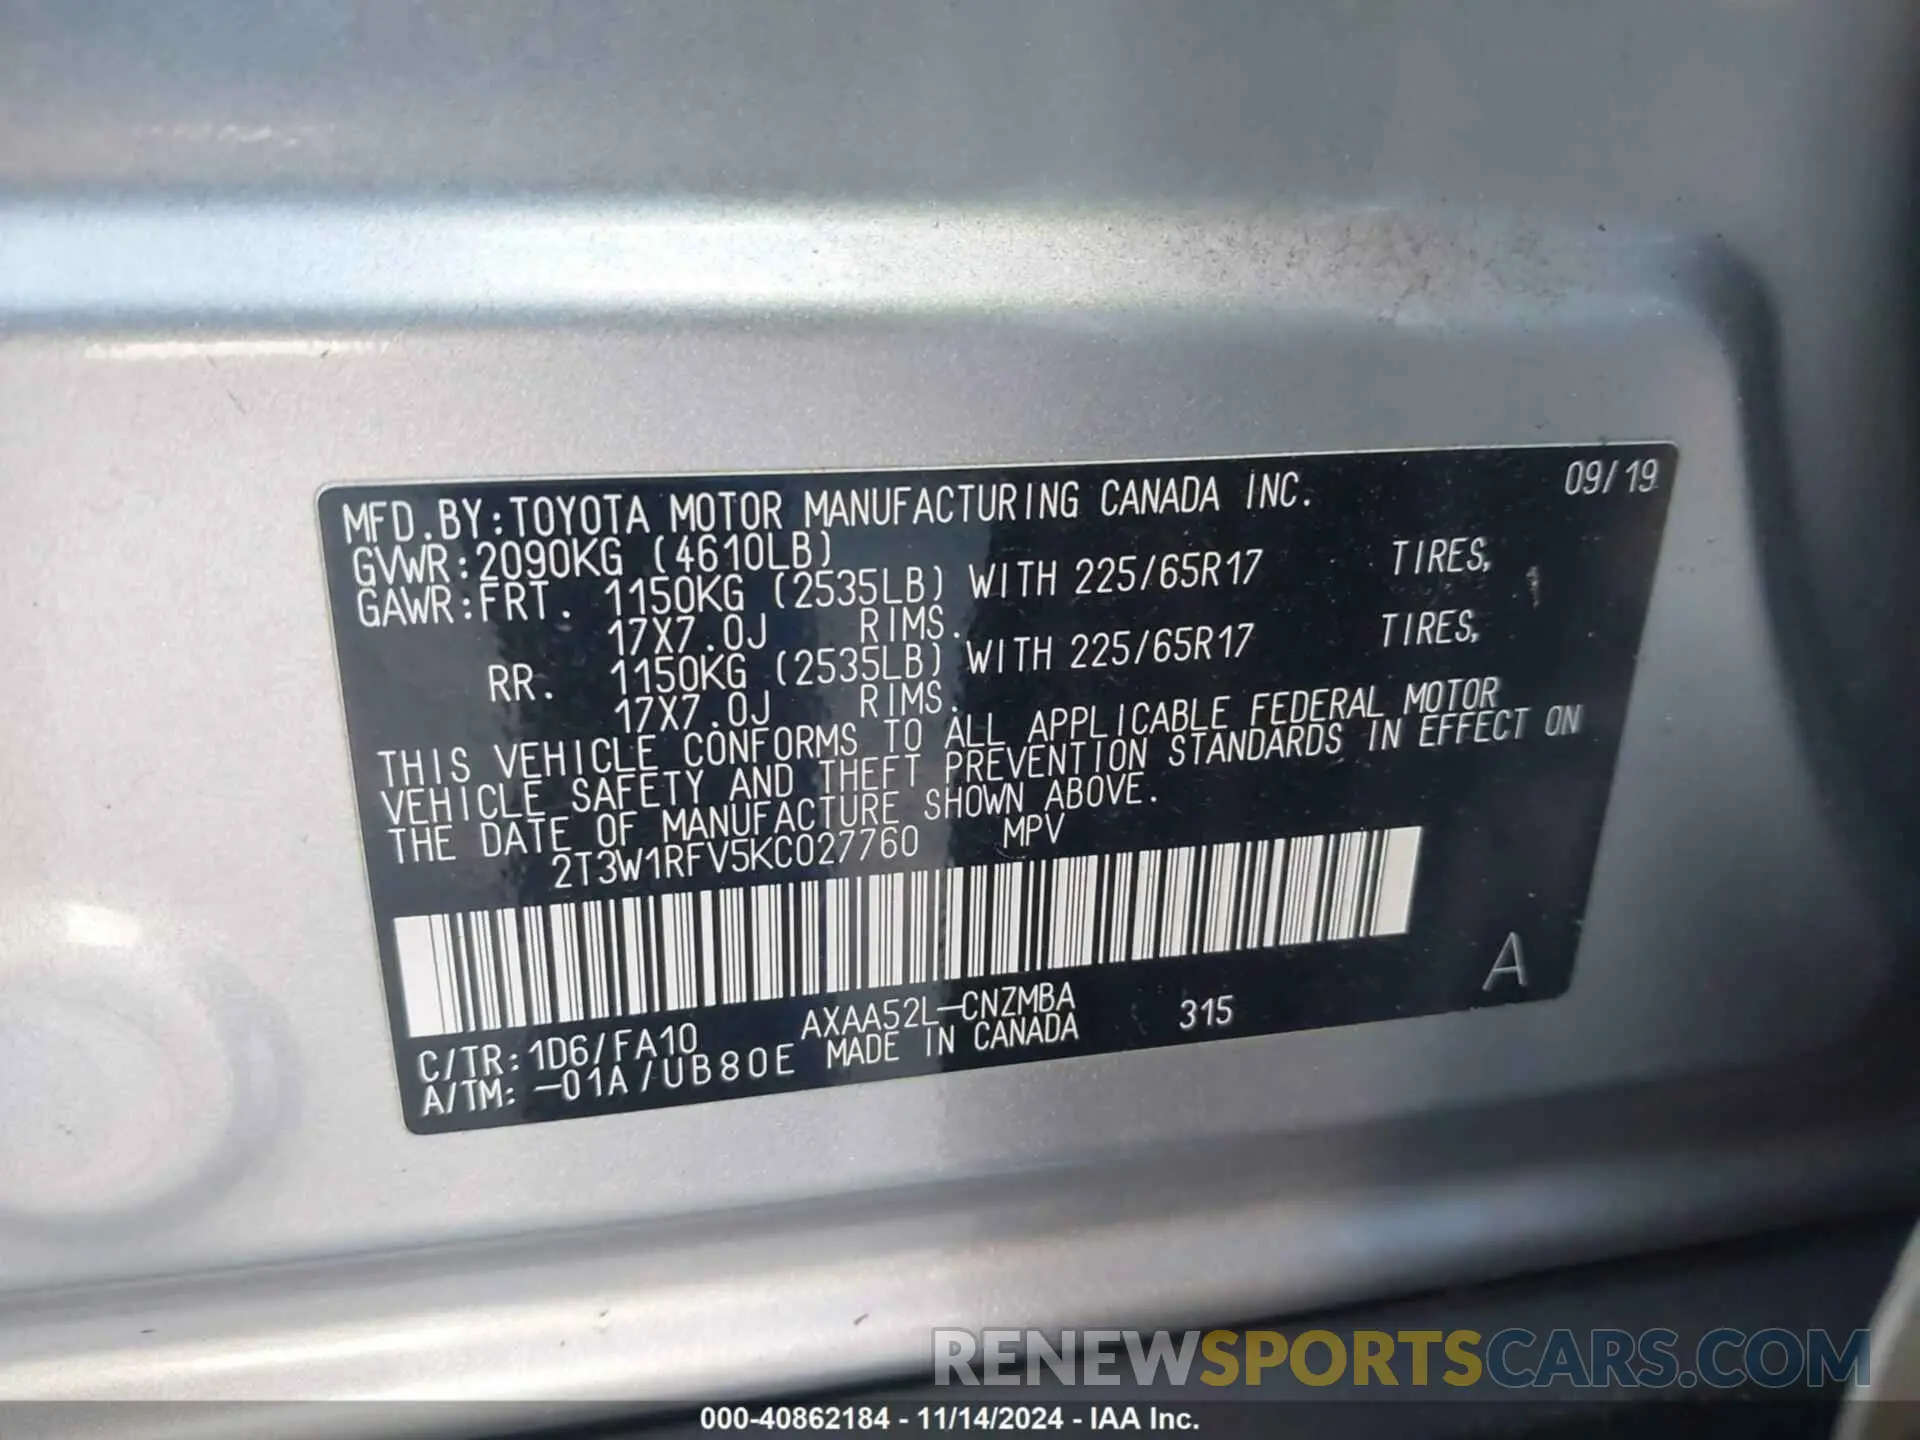 09/19
MFD.BY:TOYOTA MOTOR MANUFACTURING CANADA INC.
GVWR:2090KG (4610LB)
GAWR:FRT. 1150KG (2535LB) WITH 225/65R17 TIRES,
17X7.0J RIMS.
RR. 1150KG (2535LB) WITH 225/65R17 TIRES,
17X7.0J RIMS.
THIS VEHICLE CONFORMS TO ALL APPLICABLE FEDERAL MOTOR
VEHICLE SAFETY AND THEFT PREVENTION STANDARDS IN EFFECT ON
THE DATE OF MANUFACTURE SHOWN ABOVE.
2T3W1RFV5KC027760 MPV
A
C/TR:1D6/FA10 AXAA52L-CNZMBA 315
A/TM:-01A/UB80E MADE IN CANADA
RENEWSPORTSCARS.COM
000-40862184 - 11/14/2024 - IAA Inc.